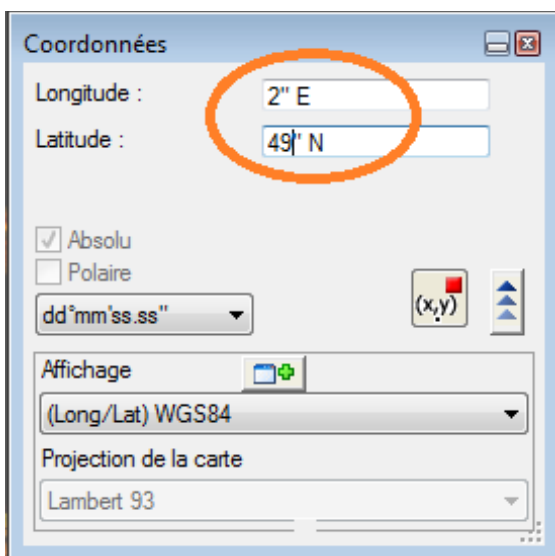 Coordonnées
Longitude : 2" E
Latitude : 49" N
Absolu
Polaire
dd°mm'ss.ss"
(x,y)
Affichage
(Long/Lat) WGS84
Projection de la carte
Lambert 93